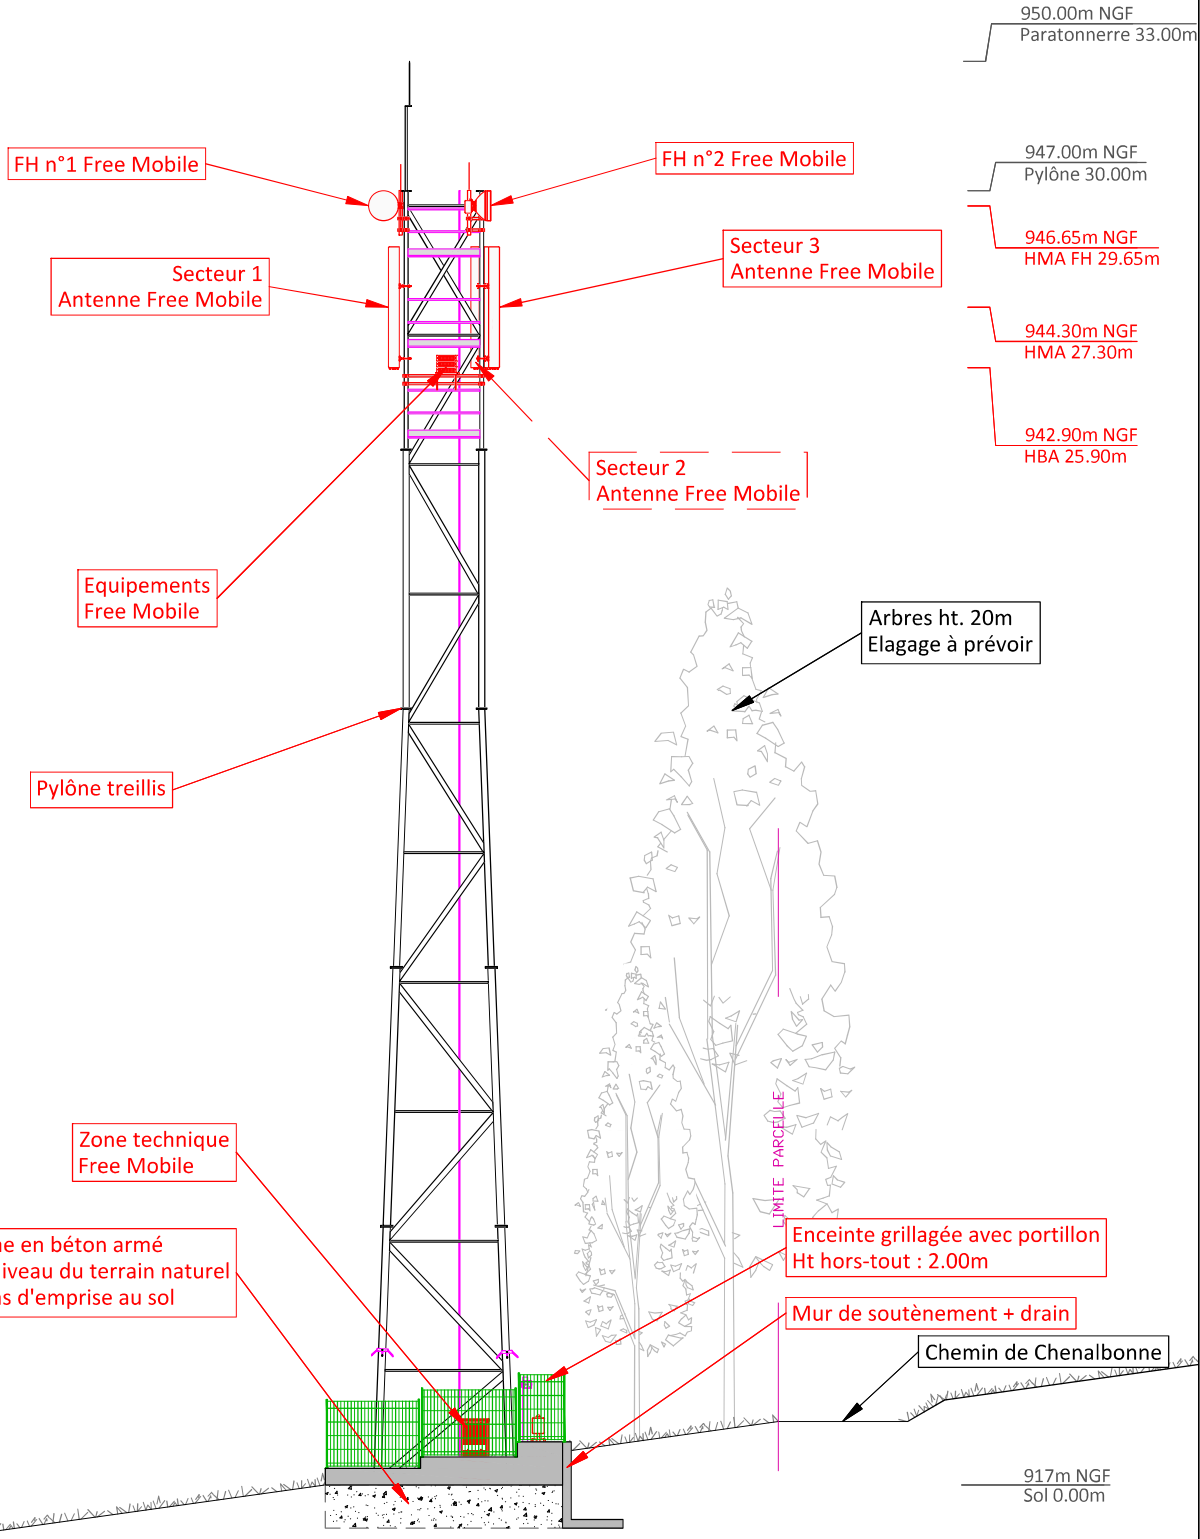 950.00m NGF
Paratonnerre 33.00m
FH n°1 Free Mobile
FH n°2 Free Mobile
947.00m NGF
Pylône 30.00m
Secteur 1
Antenne Free Mobile
Secteur 3
Antenne Free Mobile
946.65m NGF
HMA FH 29.65m
944.30m NGF
HMA 27.30m
942.90m NGF
HBA 25.90m
Secteur 2
Antenne Free Mobile
Equipements
Free Mobile
Arbres ht. 20m
Elagage à prévoir
Pylône treillis
LIMITE PARCELLE
Zone technique
Free Mobile
en béton armé
du terrain naturel
d'emprise au sol
Enceinte grillagée avec portillon
Ht hors-tout : 2.00m
Mur de soutènement + drain
Chemin de Chenalbonne
917m NGF
Sol 0.00m